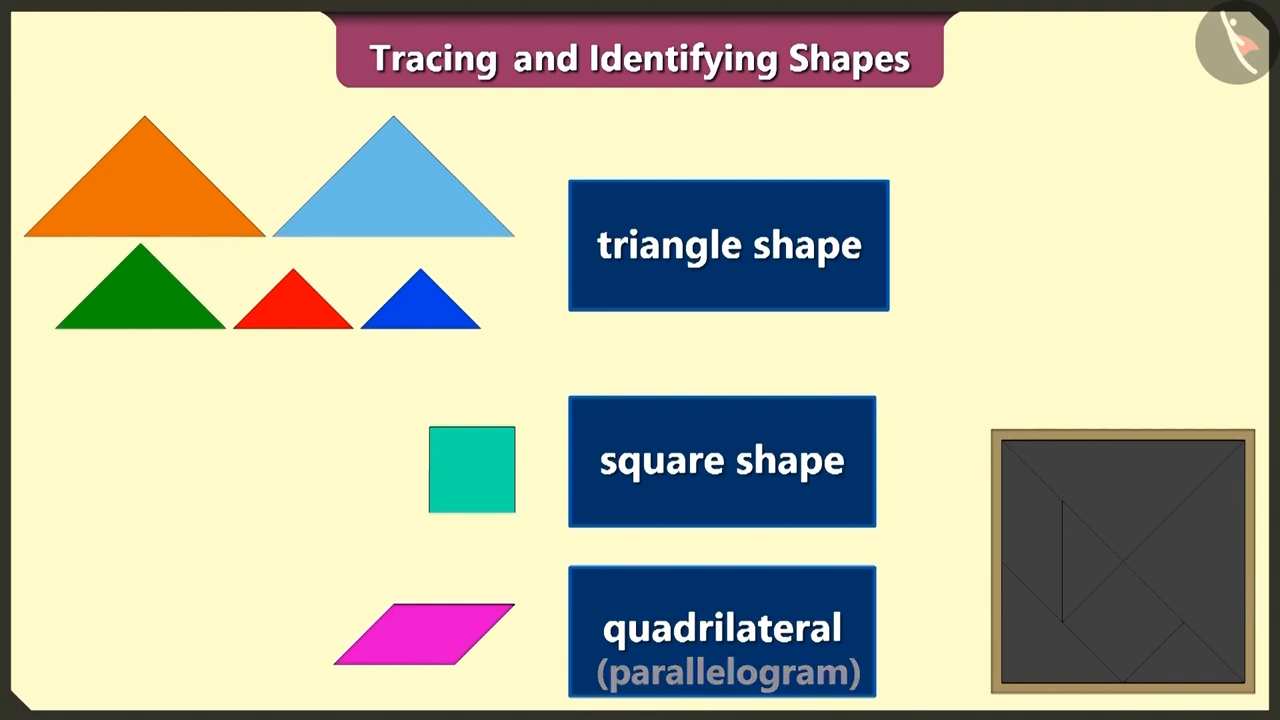 Tracing and Identifying Shapes
triangle shape
square shape
quadrilateral
(parallelogram)